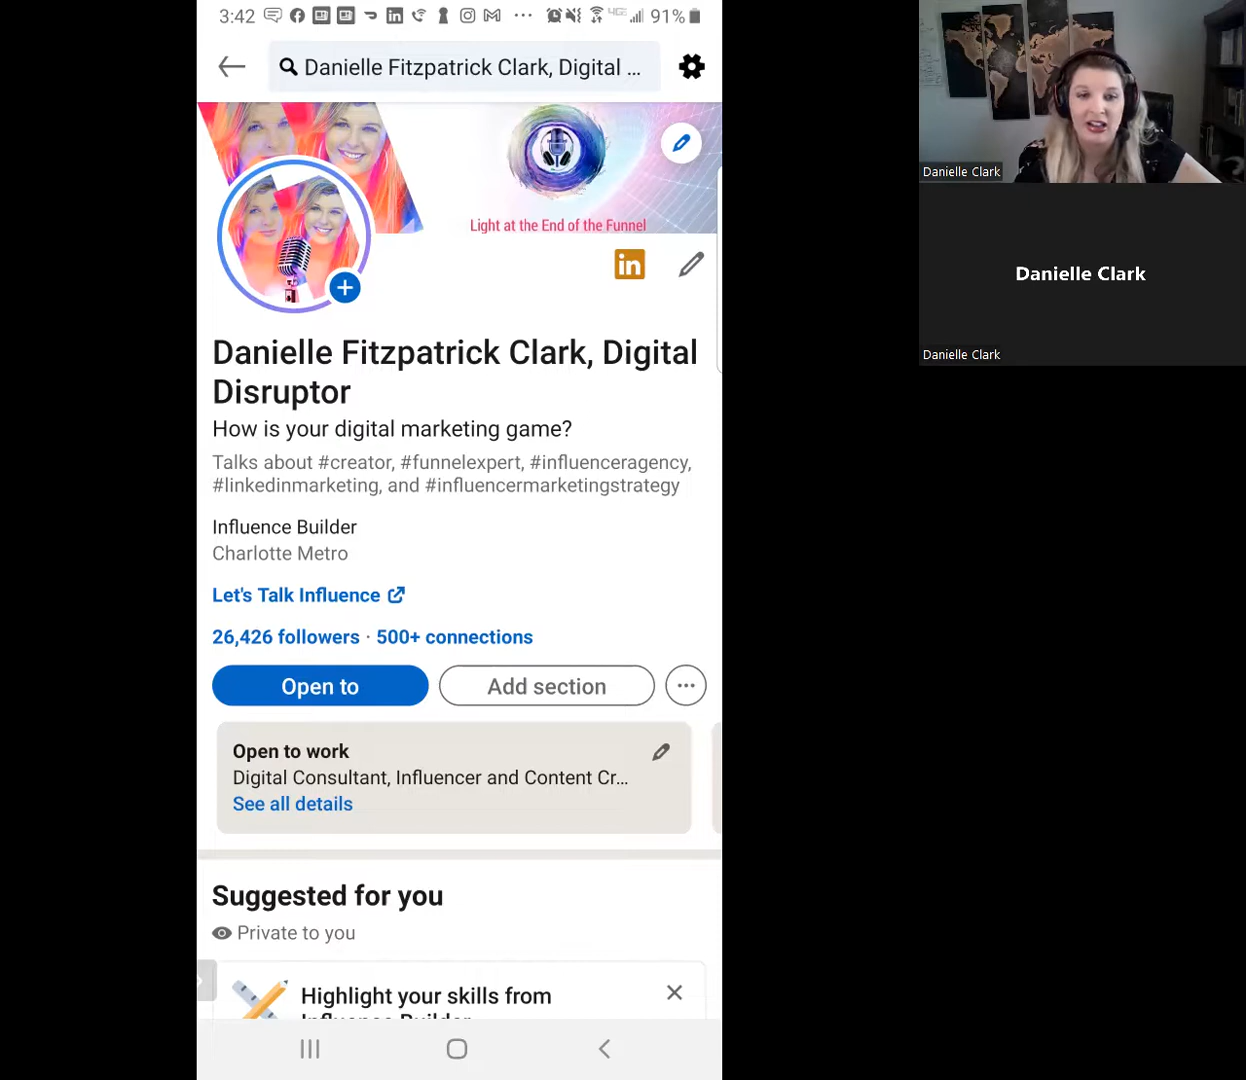 3:42
91%
Danielle Fitzpatrick Clark, Digital ...
Light at the End of the Funnel
in
Danielle Fitzpatrick Clark, Digital
Disruptor
How is your digital marketing game?
Talks about #creator, #funnelexpert, #influenceragency,
#linkedinmarketing, and #influencermarketingstrategy
Influence Builder
Charlotte Metro
Let's Talk Influence
26,426 followers · 500+ connections
Open to
Add section
Open to work
Digital Consultant, Influencer and Content Cr...
See all details
Suggested for you
Private to you
Highlight your skills from
Influence Builder
Danielle Clark
Danielle Clark
Danielle Clark